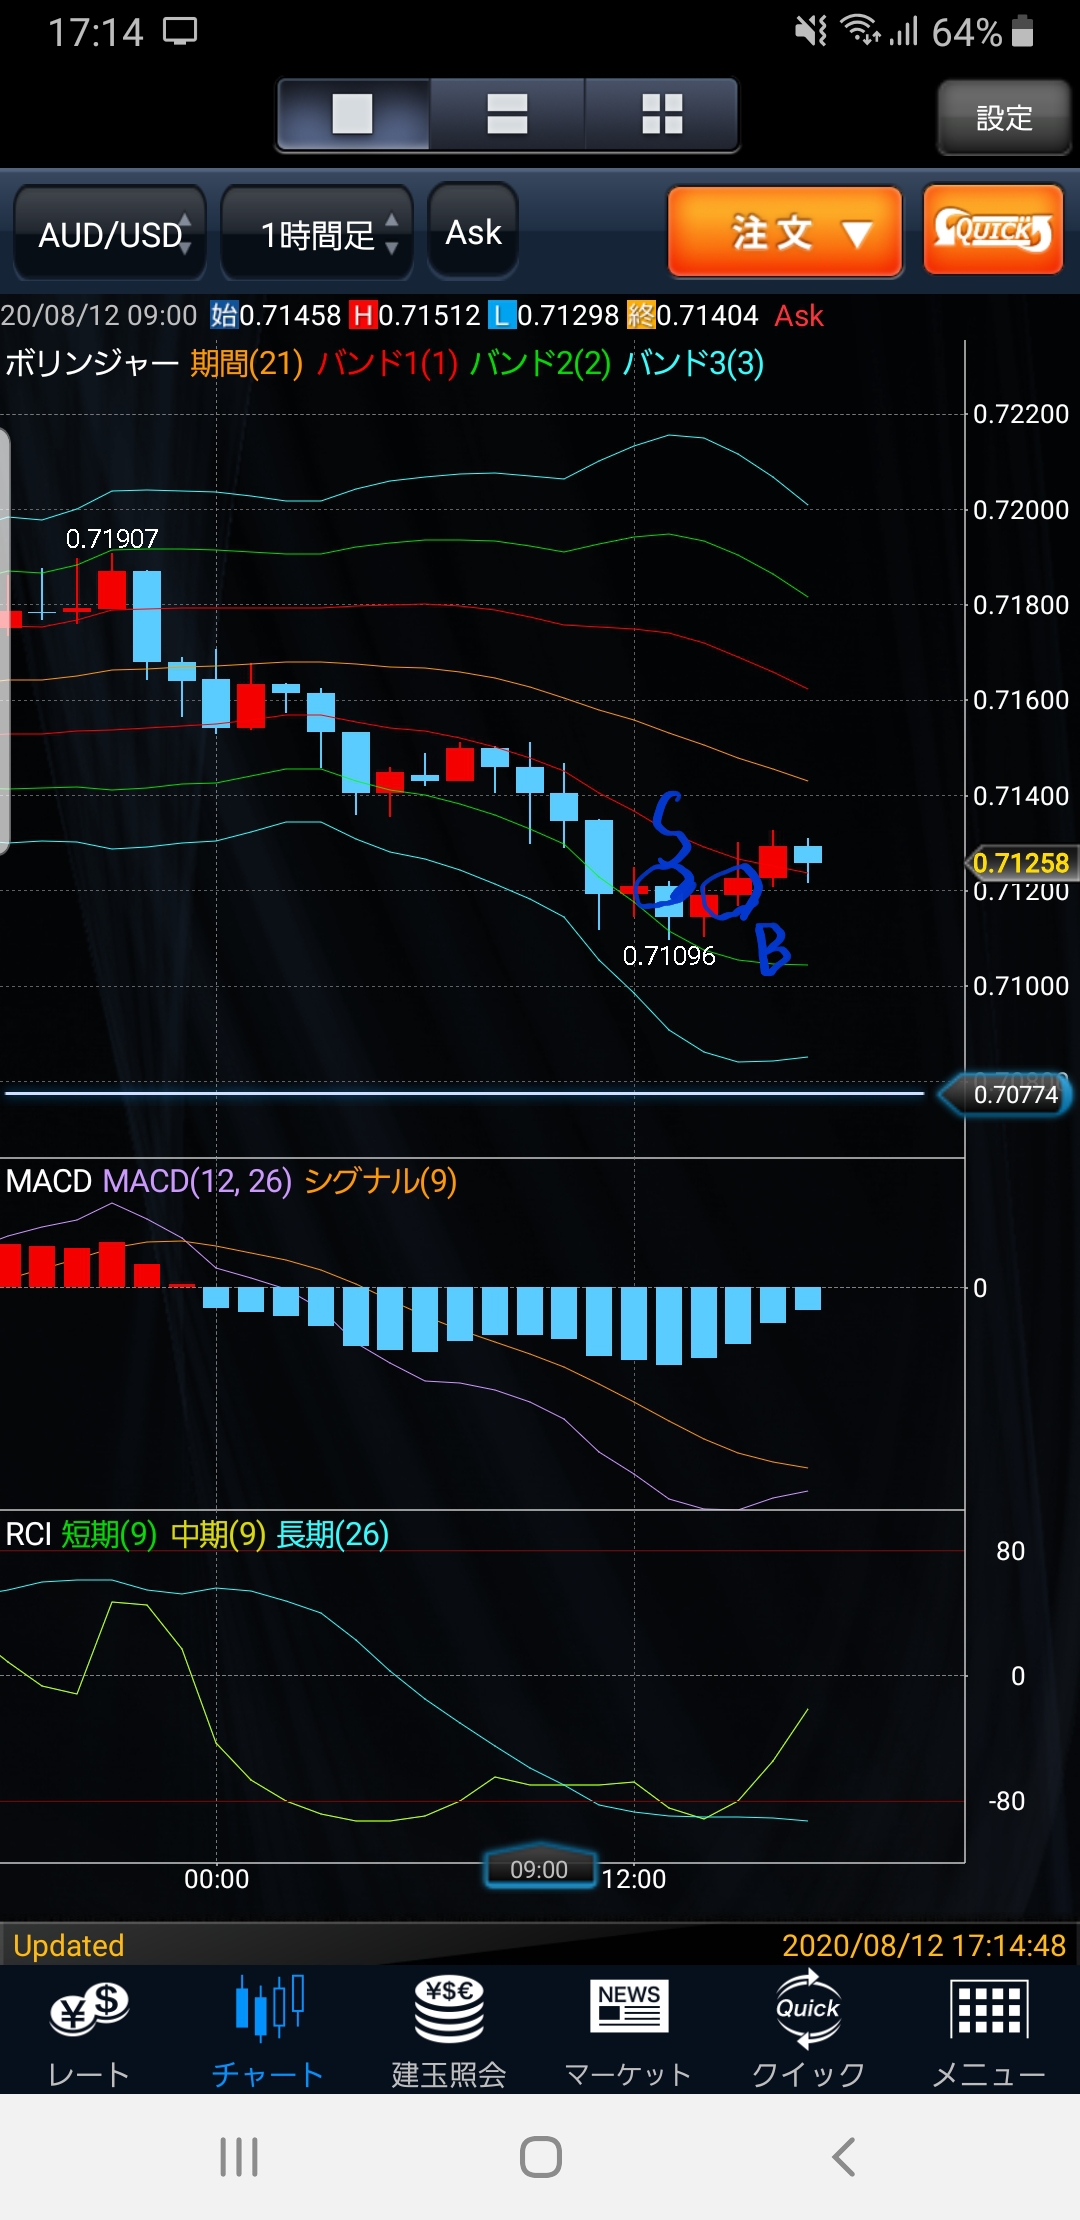 17:14 64%
設定
AUD/USD 1時間足 Ask 注文 QUICK
20/08/12 09:00 始0.71458 H0.71512 L0.71298 終0.71404 Ask
ボリンジャー 期間(21) バンド1(1) バンド2(2) バンド3(3)
0.72200
0.72000
0.71907
0.71800
0.71600
0.71400
S
0.71258
0.71200
B
0.71096
0.71000
0.70800
0.70774
MACD MACD(12, 26) シグナル(9)
0
RCI 短期(9) 中期(9) 長期(26)
80
0
-80
00:00 09:00 12:00
Updated 2020/08/12 17:14:48
¥$ ¥$€ NEWS Quick
レート チャート 建玉照会 マーケット クイック メニュー